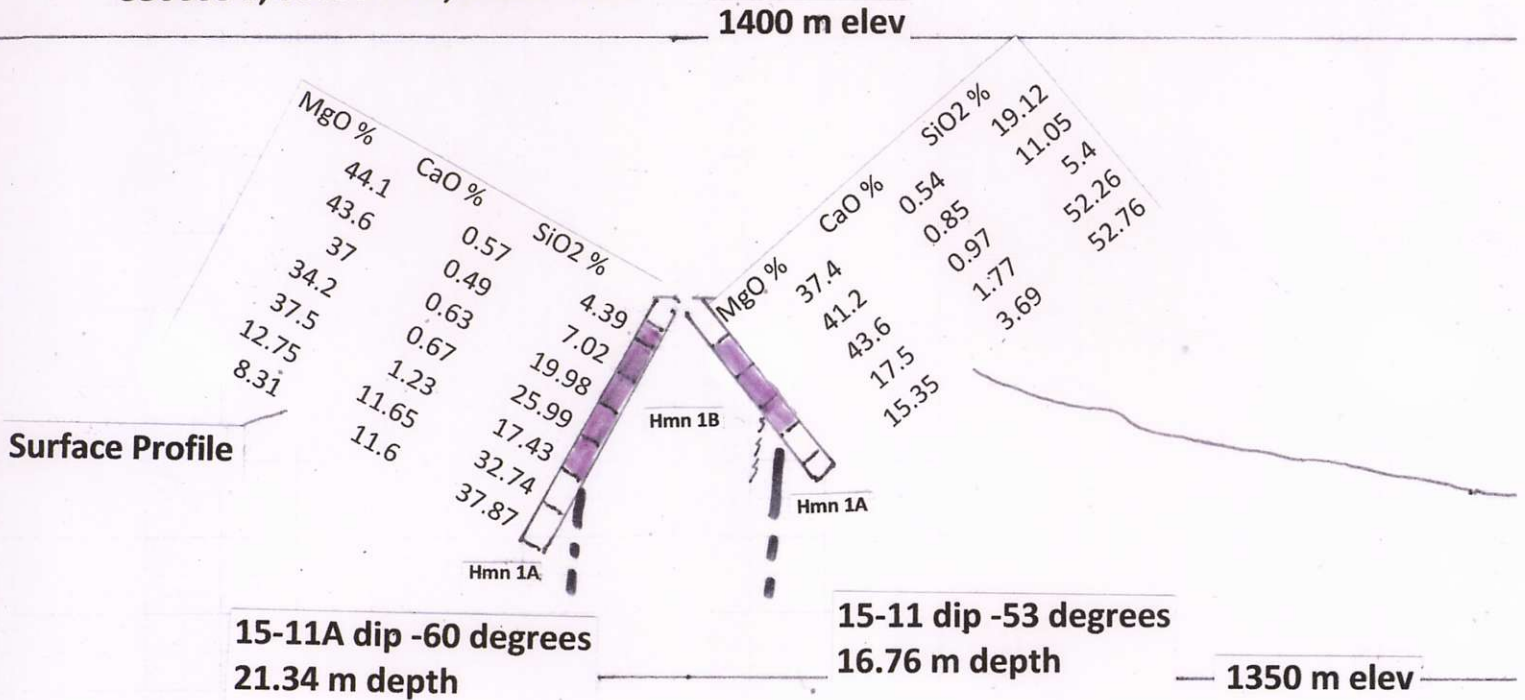 1400 m elev
MgO % CaO % SiO2 %
44.1 0.57 4.39
43.6 0.49 7.02
37 0.63 19.98
34.2 0.67 25.99
37.5 1.23 17.43
12.75 11.65 32.74
8.31 11.6 37.87
MgO % CaO % SiO2 %
37.4 0.54 19.12
41.2 0.85 11.05
43.6 0.97 5.4
17.5 1.77 52.26
15.35 3.69 52.76
Hmn 1B
Surface Profile
Hmn 1A
Hmn 1A
15-11A dip -60 degrees
21.34 m depth
15-11 dip -53 degrees
16.76 m depth
1350 m elev